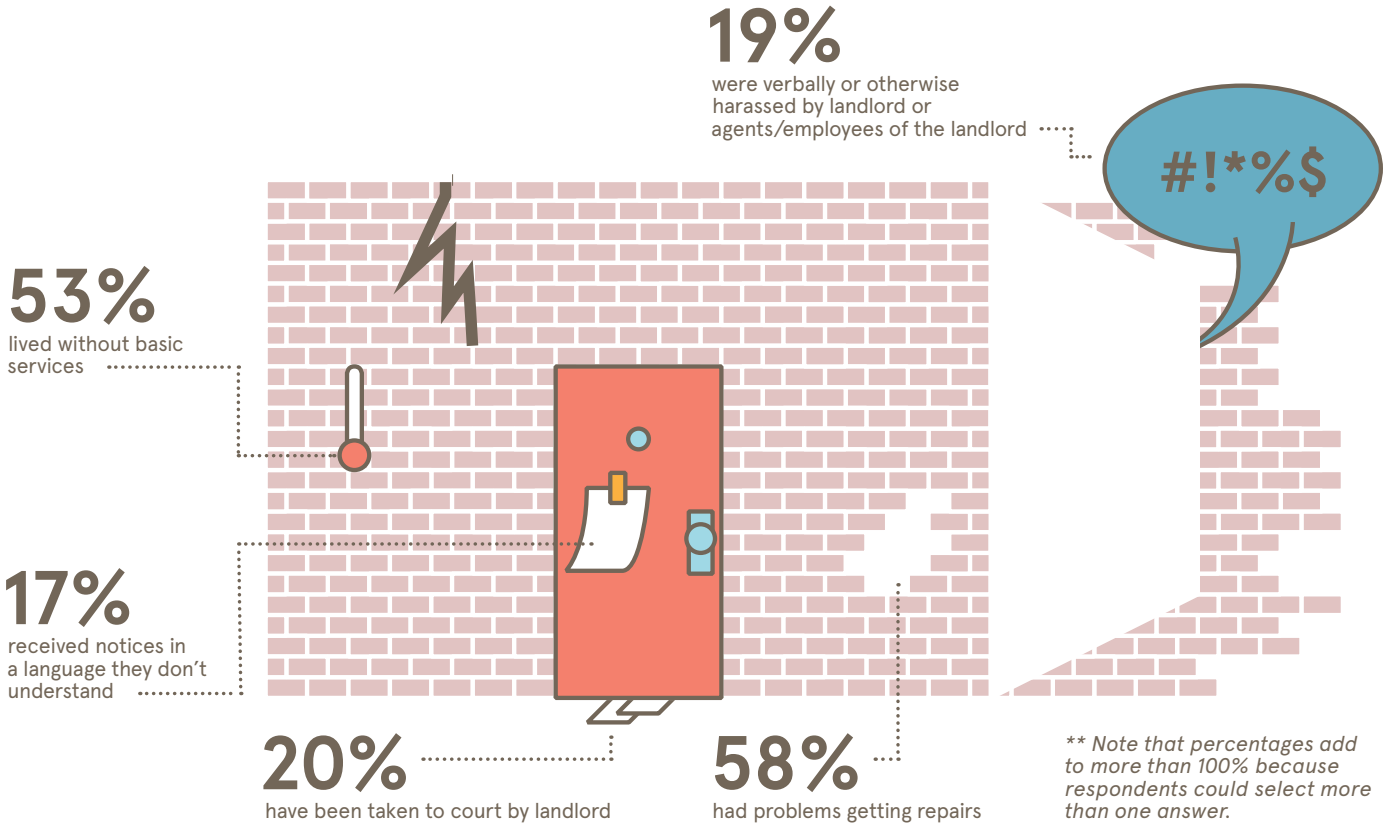 19%
were verbally or otherwise
harassed by landlord or
agents/employees of the landlord
#!*%$
53%
lived without basic
services
17%
received notices in
a language they don’t
understand
20%
have been taken to court by landlord
58%
had problems getting repairs
** Note that percentages add
to more than 100% because
respondents could select more
than one answer.